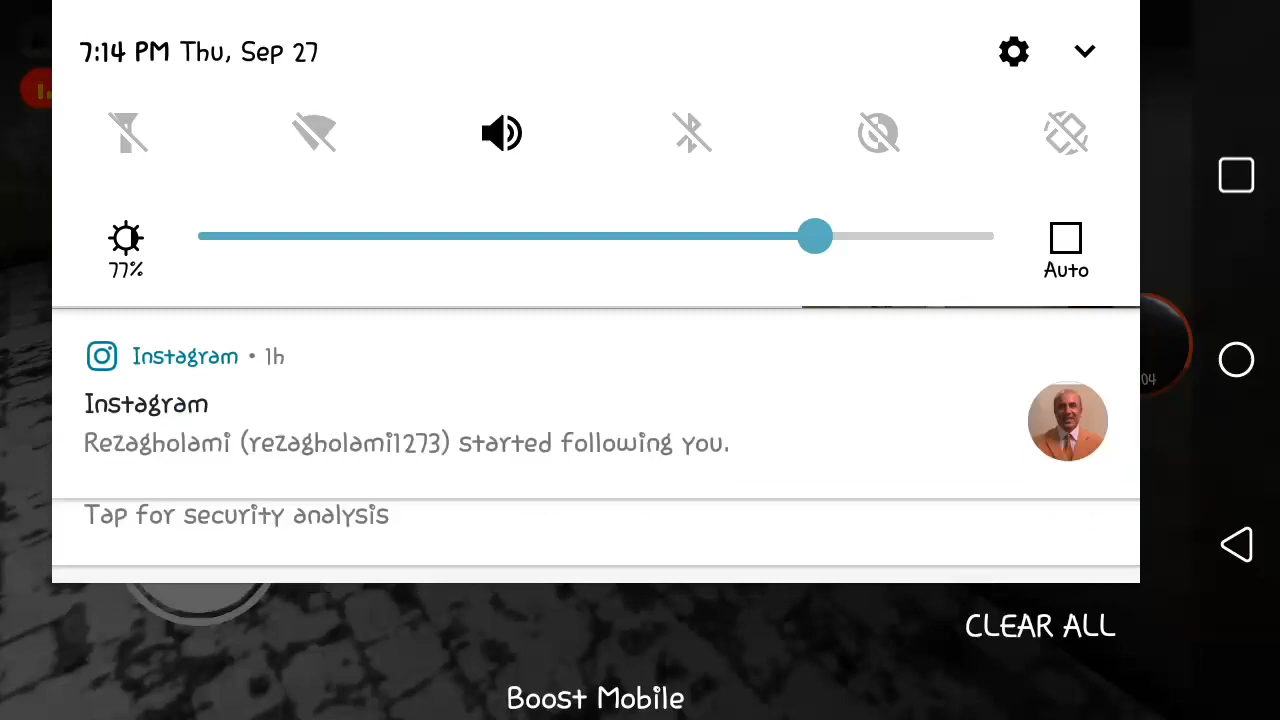 7:14 PM Thu, Sep 27
77%
Auto
Instagram • 1h
Instagram
Rezagholami (rezagholami1273) started following you.
Tap for security analysis
04
CLEAR ALL
Boost Mobile